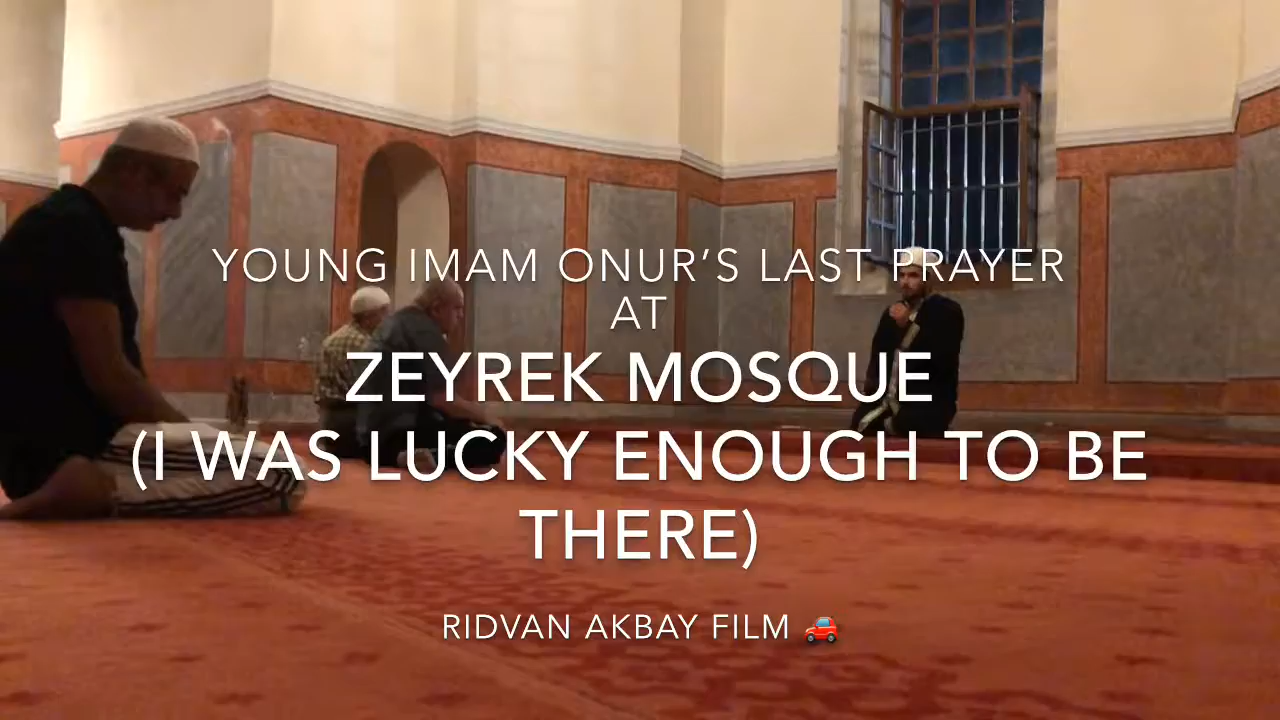 YOUNG IMAM ONUR’S LAST PRAYER
AT
ZEYREK MOSQUE
(I WAS LUCKY ENOUGH TO BE
THERE)
RIDVAN AKBAY FILM 🚗